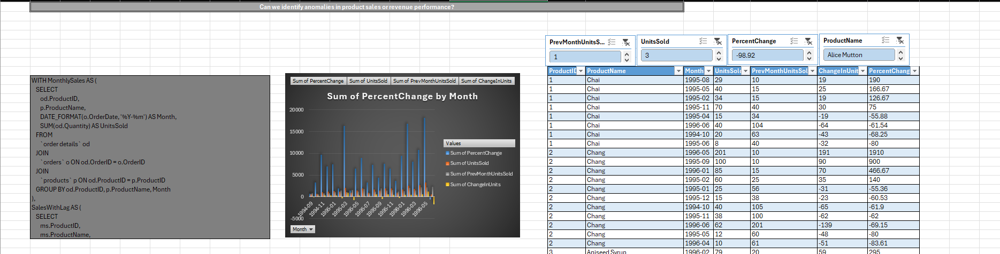 Can we identify anomalies in product sales or revenue performance?
WITH MonthlySales AS (
SELECT
od.ProductID,
p.ProductName,
DATE_FORMAT(o.OrderDate, '%Y-%m') AS Month,
SUM(od.Quantity) AS UnitsSold
FROM
`order details` od
JOIN
`orders` o ON od.OrderID = o.OrderID
JOIN
`products` p ON od.ProductID = p.ProductID
GROUP BY od.ProductID, p.ProductName, Month
),
SalesWithLag AS (
SELECT
ms.ProductID,
ms.ProductName,
Sum of PercentChange Sum of UnitsSold Sum of PrevMonthUnitsSold Sum of ChangeInUnits
Sum of PercentChange by Month
20000
15000
10000
5000
0
-5000
1994-09 1994-11 1995-01 1995-03 1995-05 1995-07 1995-09 1995-11 1996-01 1996-03 1996-05
Values
Sum of PercentChange
Sum of UnitsSold
Sum of PrevMonthUnitsSold
Sum of ChangeInUnits
Month
PrevMonthUnitsS... UnitsSold PercentChange ProductName
1 3 -98.92 Alice Mutton
ProductID ProductName Month UnitsSold PrevMonthUnitsSol ChangeInUnit PercentChang
1 Chai 1995-08 29 10 19 190
1 Chai 1995-05 40 15 25 166.67
1 Chai 1995-02 34 15 19 126.67
1 Chai 1995-11 70 40 30 75
1 Chai 1995-04 15 34 -19 -55.88
1 Chai 1996-06 40 104 -64 -61.54
1 Chai 1994-10 20 63 -43 -68.25
1 Chai 1995-06 8 40 -32 -80
2 Chang 1996-05 201 10 191 1910
2 Chang 1995-09 100 10 90 900
2 Chang 1996-01 85 15 70 466.67
2 Chang 1995-02 60 25 35 140
2 Chang 1995-01 25 56 -31 -55.36
2 Chang 1995-12 15 38 -23 -60.53
2 Chang 1994-10 40 105 -65 -61.9
2 Chang 1995-11 38 100 -62 -62
2 Chang 1996-06 62 201 -139 -69.15
2 Chang 1995-05 12 60 -48 -80
2 Chang 1996-04 10 61 -51 -83.61
3 Aniseed Syrup 1996-02 79 20 59 295